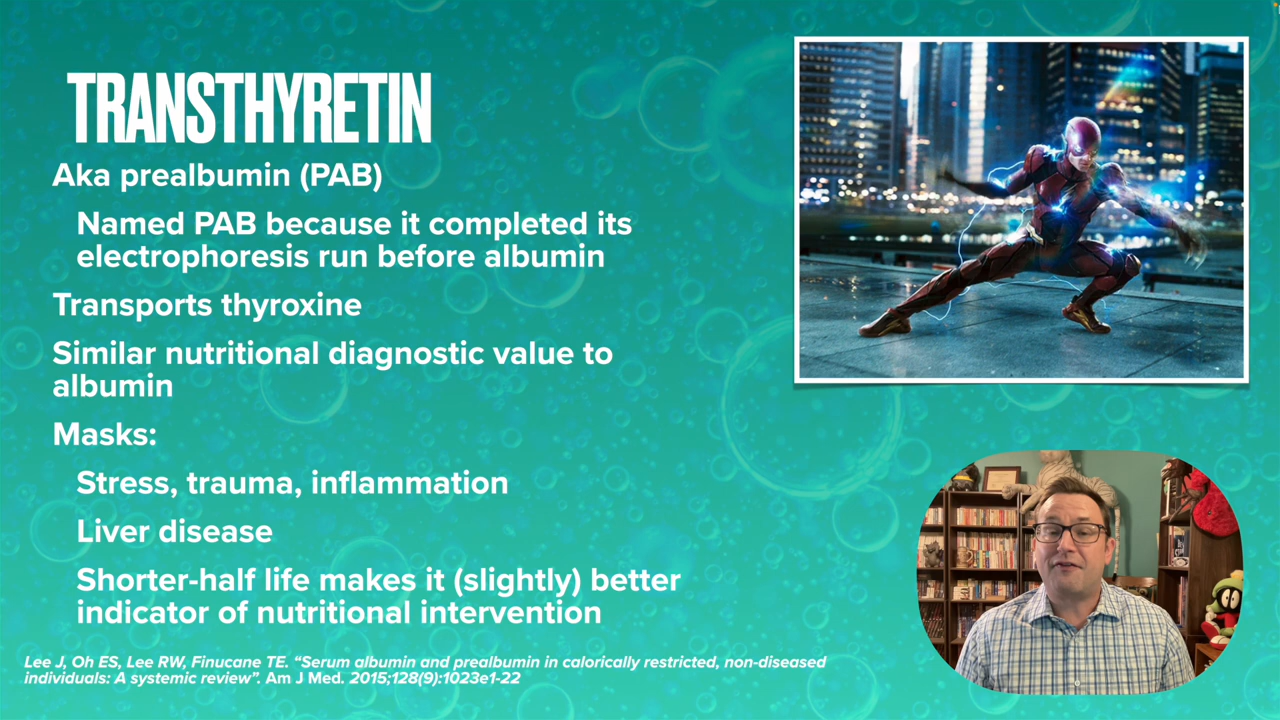 TRANSTHYRETIN
Aka prealbumin (PAB)
Named PAB because it completed its
electrophoresis run before albumin
Transports thyroxine
Similar nutritional diagnostic value to
albumin
Masks:
Stress, trauma, inflammation
Liver disease
Shorter-half life makes it (slightly) better
indicator of nutritional intervention
Lee J, Oh ES, Lee RW, Finucane TE. “Serum albumin and prealbumin in calorically restricted, non-diseased
individuals: A systemic review”. Am J Med. 2015;128(9):1023e1-22